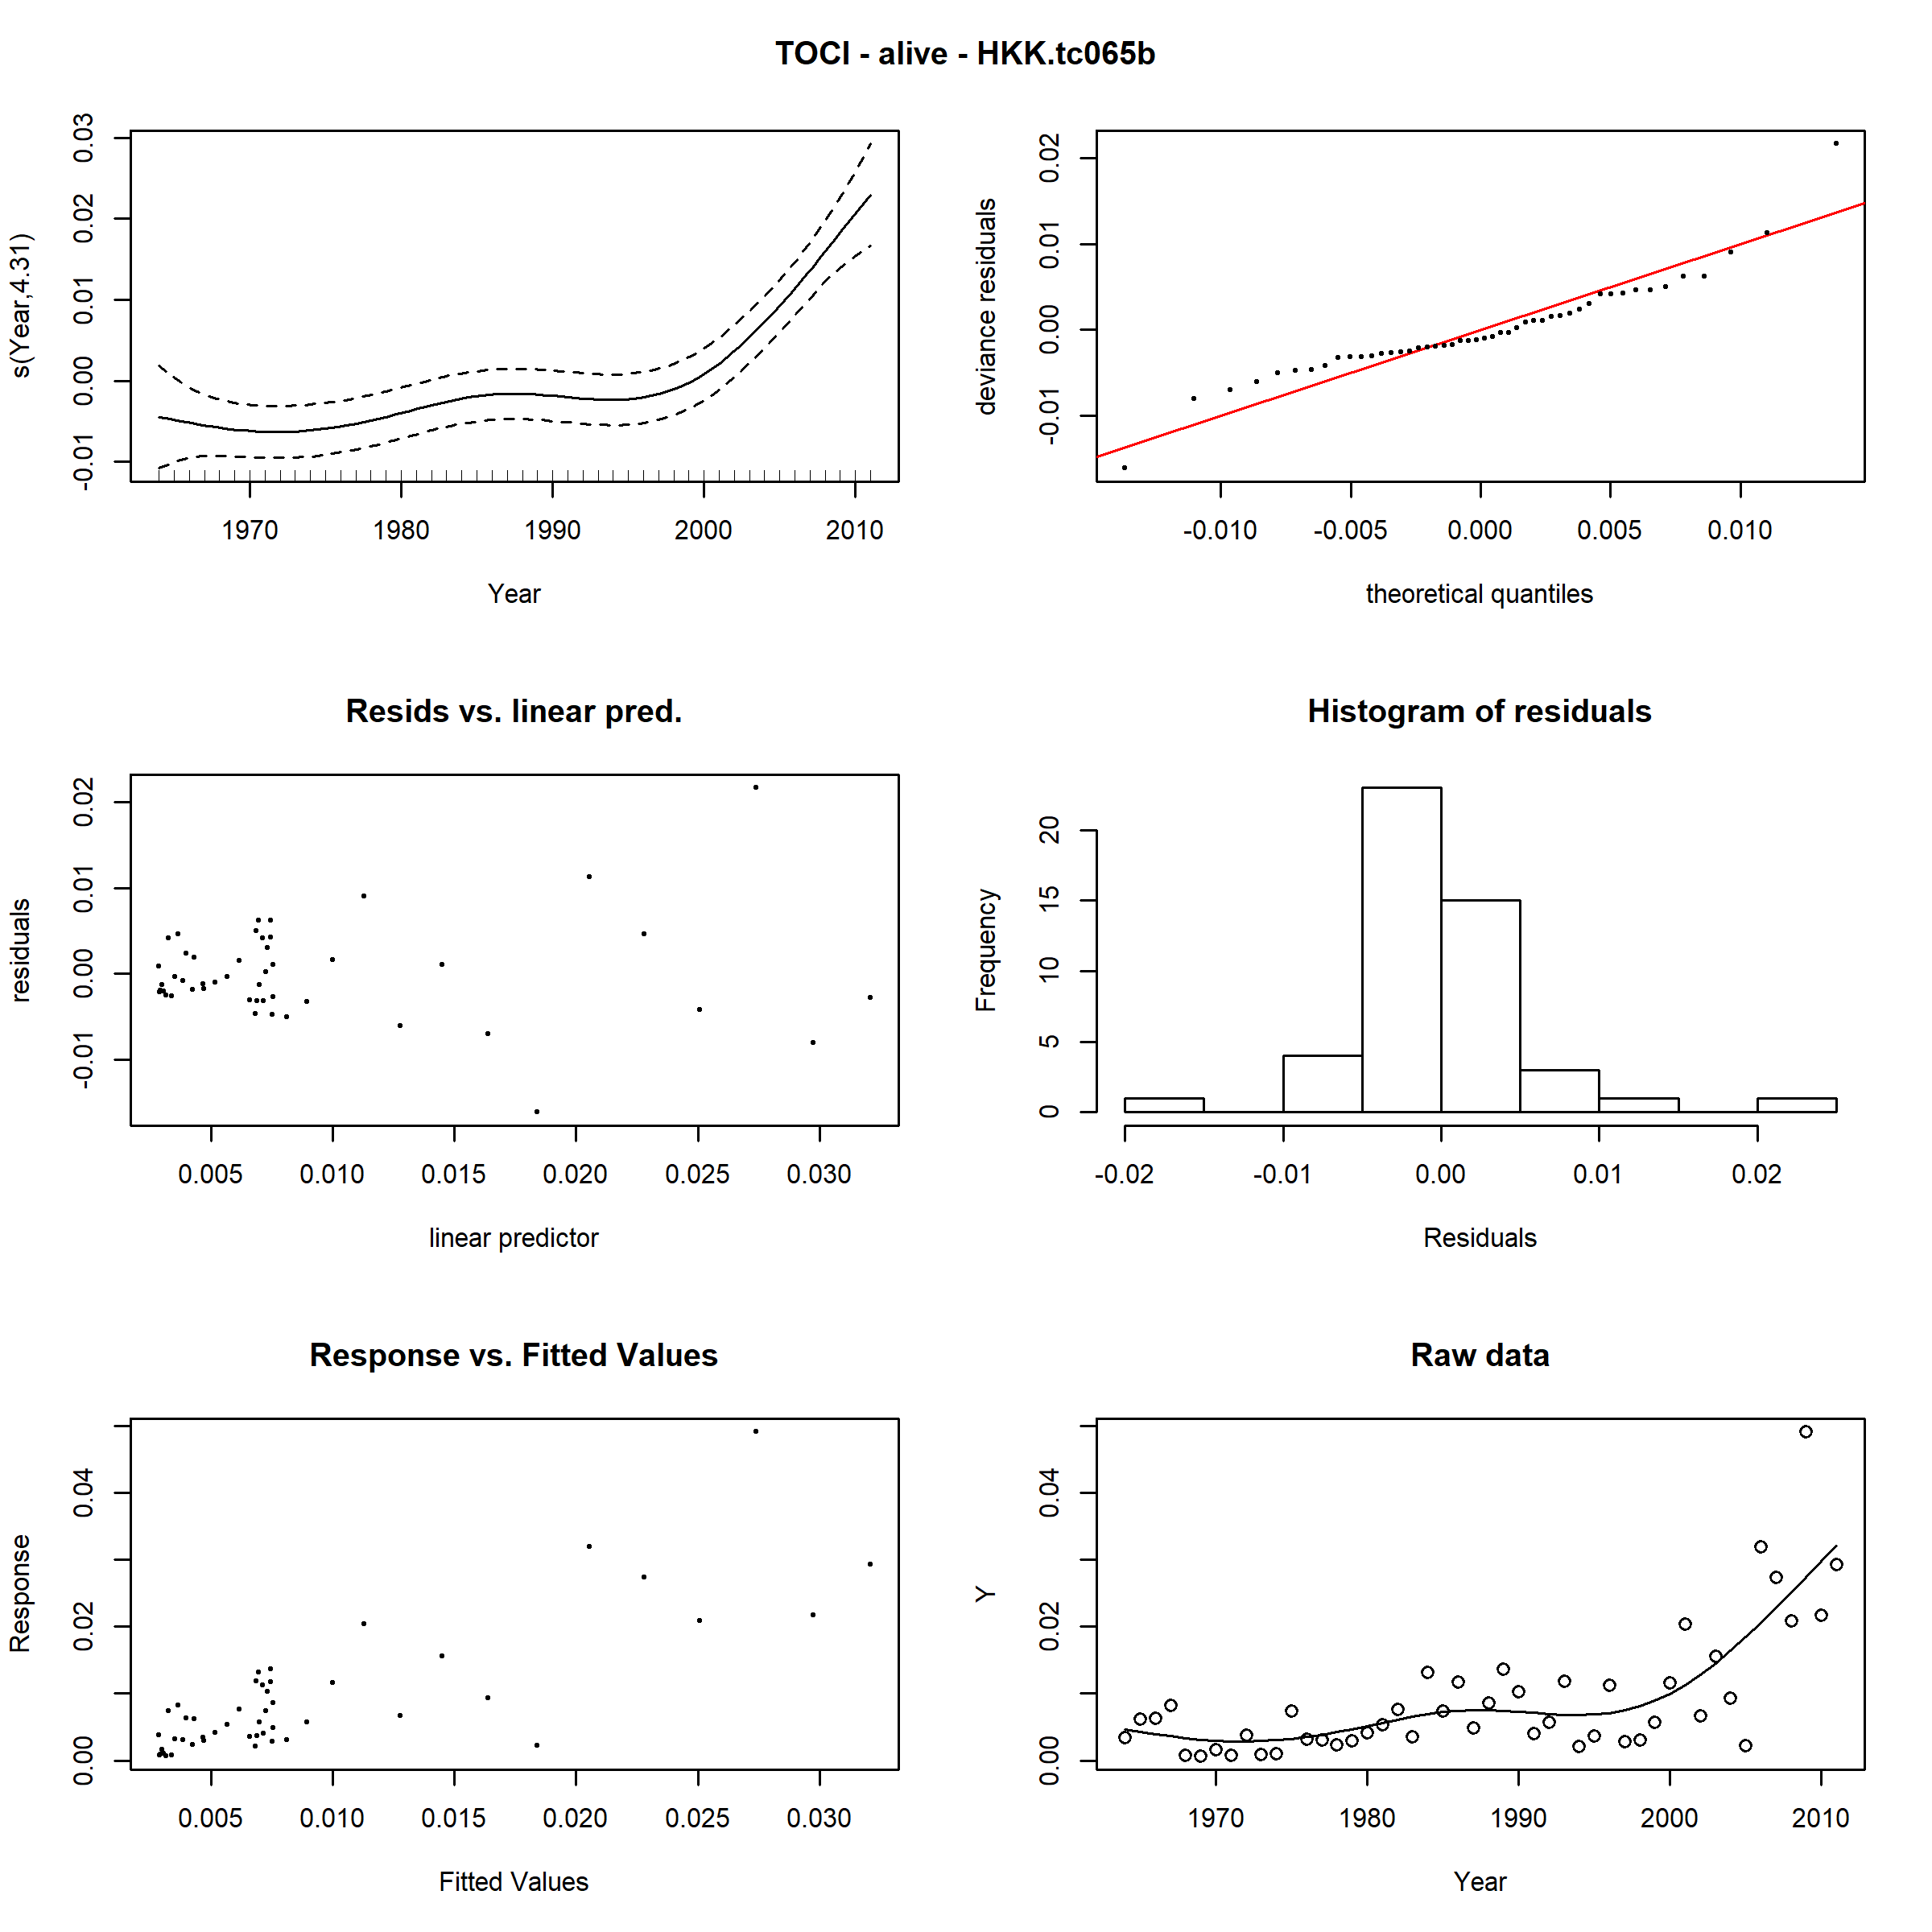 TOCI - alive - HKK.tc065b
s(Year,4.31)
-0.01 0.00 0.01 0.02 0.03
1970 1980 1990 2000 2010
Year
deviance residuals
-0.01 0.00 0.01 0.02
-0.010 -0.005 0.000 0.005 0.010
theoretical quantiles
Resids vs. linear pred.
residuals
-0.01 0.00 0.01 0.02
0.005 0.010 0.015 0.020 0.025 0.030
linear predictor
Histogram of residuals
Frequency
0 5 10 15 20
-0.02 -0.01 0.00 0.01 0.02
Residuals
Response vs. Fitted Values
Response
0.00 0.02 0.04
0.005 0.010 0.015 0.020 0.025 0.030
Fitted Values
Raw data
Y
0.00 0.02 0.04
1970 1980 1990 2000 2010
Year